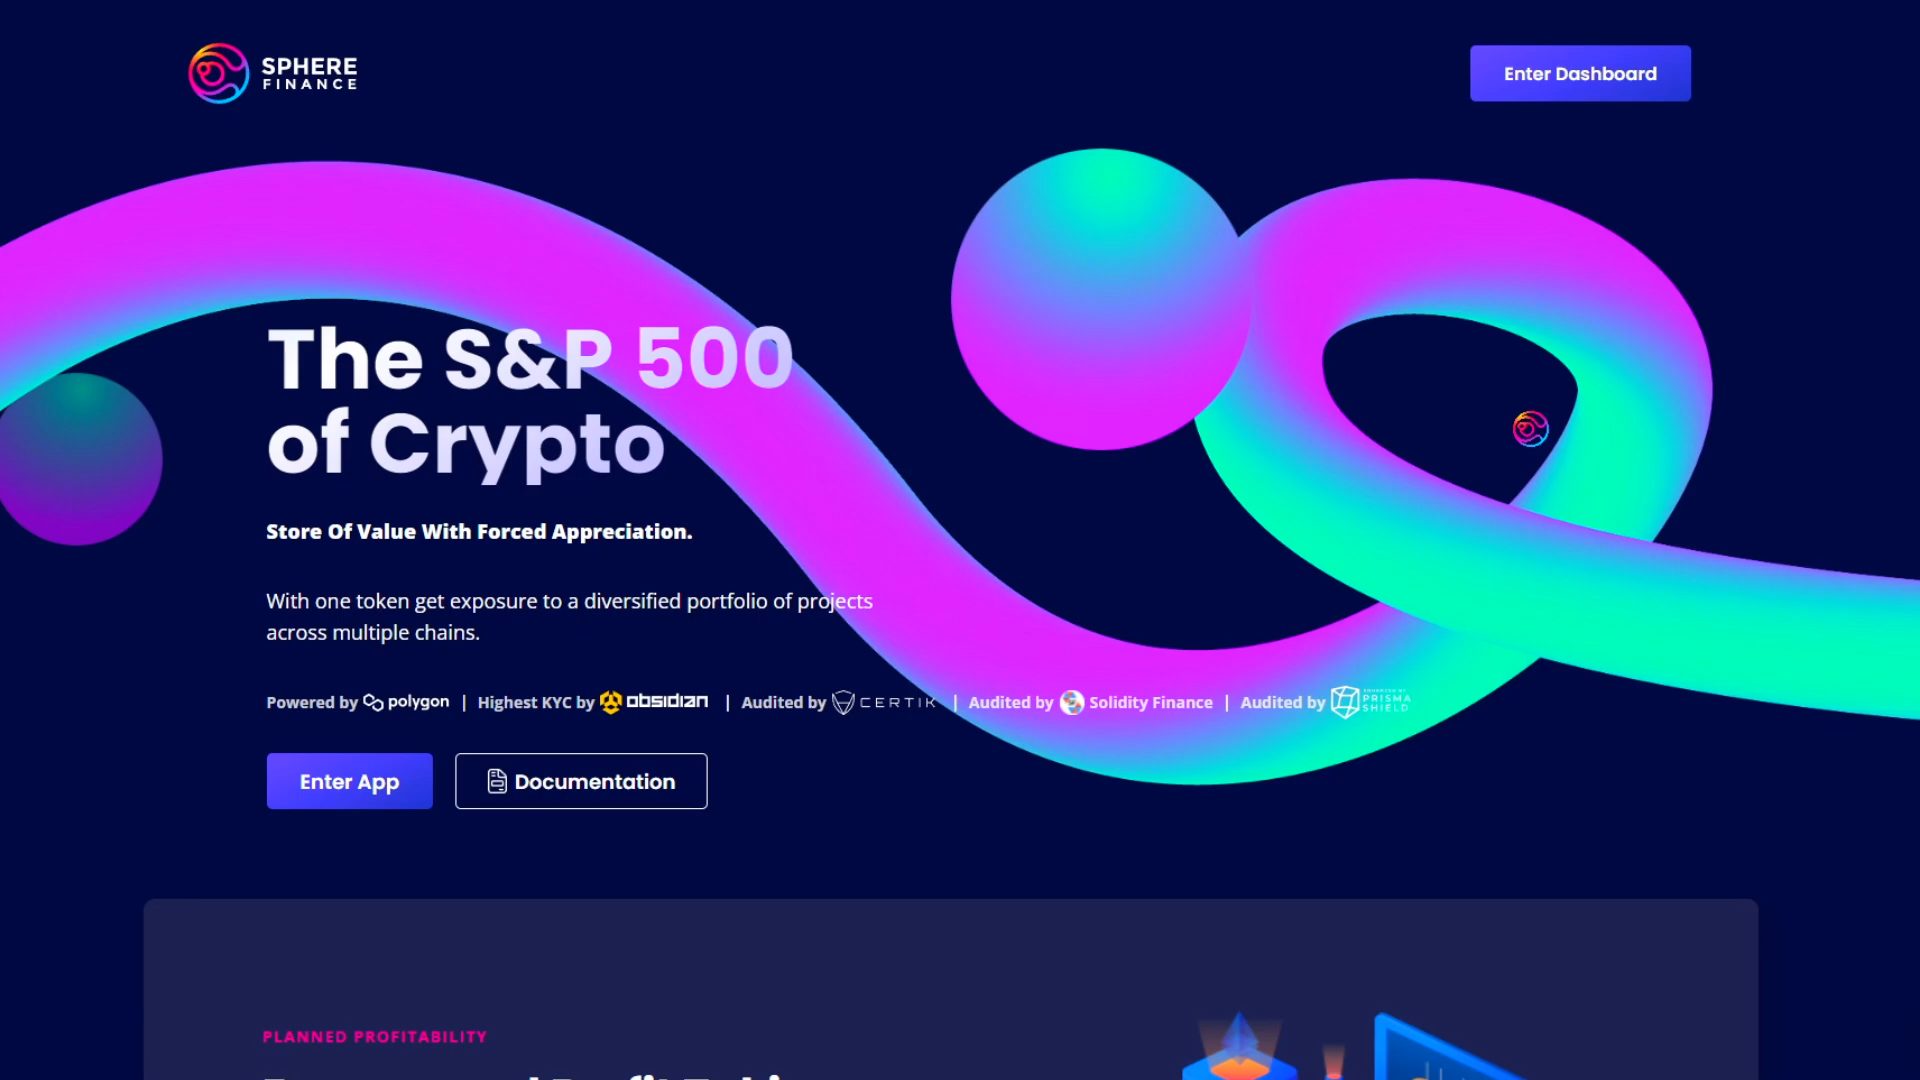 SPHERE
FINANCE
Enter Dashboard
The S&P 500
of Crypto
Store Of Value With Forced Appreciation.
With one token get exposure to a diversified portfolio of projects
across multiple chains.
Powered by polygon | Highest KYC by obsidian | Audited by CERTIK | Audited by Solidity Finance | Audited by PRISMA SHIELD
Enter App
Documentation
PLANNED PROFITABILITY